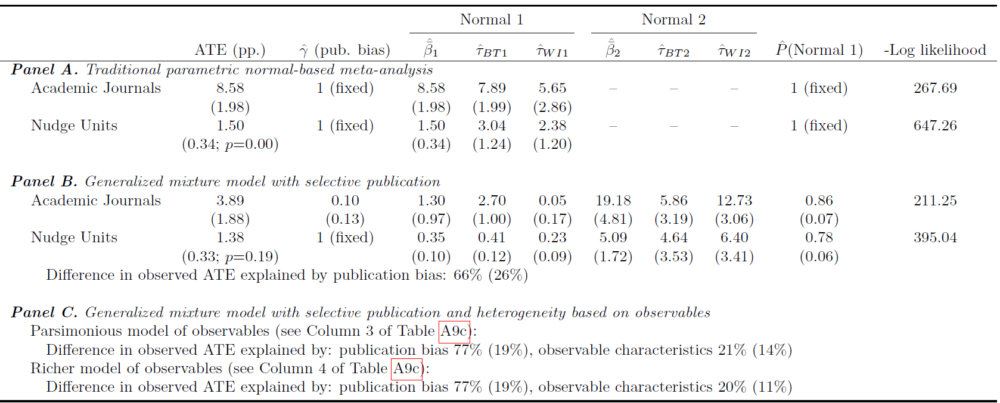 Normal 1 Normal 2
ATE (pp.) γ̂ (pub. bias) β̄̂₁ τ̂_BT1 τ̂_WI1 β̄̂₂ τ̂_BT2 τ̂_WI2 P̂(Normal 1) -Log likelihood
Panel A. Traditional parametric normal-based meta-analysis
Academic Journals 8.58 1 (fixed) 8.58 7.89 5.65 – – – 1 (fixed) 267.69
(1.98) (1.98) (1.99) (2.86)
Nudge Units 1.50 1 (fixed) 1.50 3.04 2.38 – – – 1 (fixed) 647.26
(0.34; p=0.00) (0.34) (1.24) (1.20)
Panel B. Generalized mixture model with selective publication
Academic Journals 3.89 0.10 1.30 2.70 0.05 19.18 5.86 12.73 0.86 211.25
(1.88) (0.13) (0.97) (1.00) (0.17) (4.81) (3.19) (3.06) (0.07)
Nudge Units 1.38 1 (fixed) 0.35 0.41 0.23 5.09 4.64 6.40 0.78 395.04
(0.33; p=0.19) (0.10) (0.12) (0.09) (1.72) (3.53) (3.41) (0.06)
Difference in observed ATE explained by publication bias: 66% (26%)
Panel C. Generalized mixture model with selective publication and heterogeneity based on observables
Parsimonious model of observables (see Column 3 of Table A9c):
Difference in observed ATE explained by: publication bias 77% (19%), observable characteristics 21% (14%)
Richer model of observables (see Column 4 of Table A9c):
Difference in observed ATE explained by: publication bias 77% (19%), observable characteristics 20% (11%)